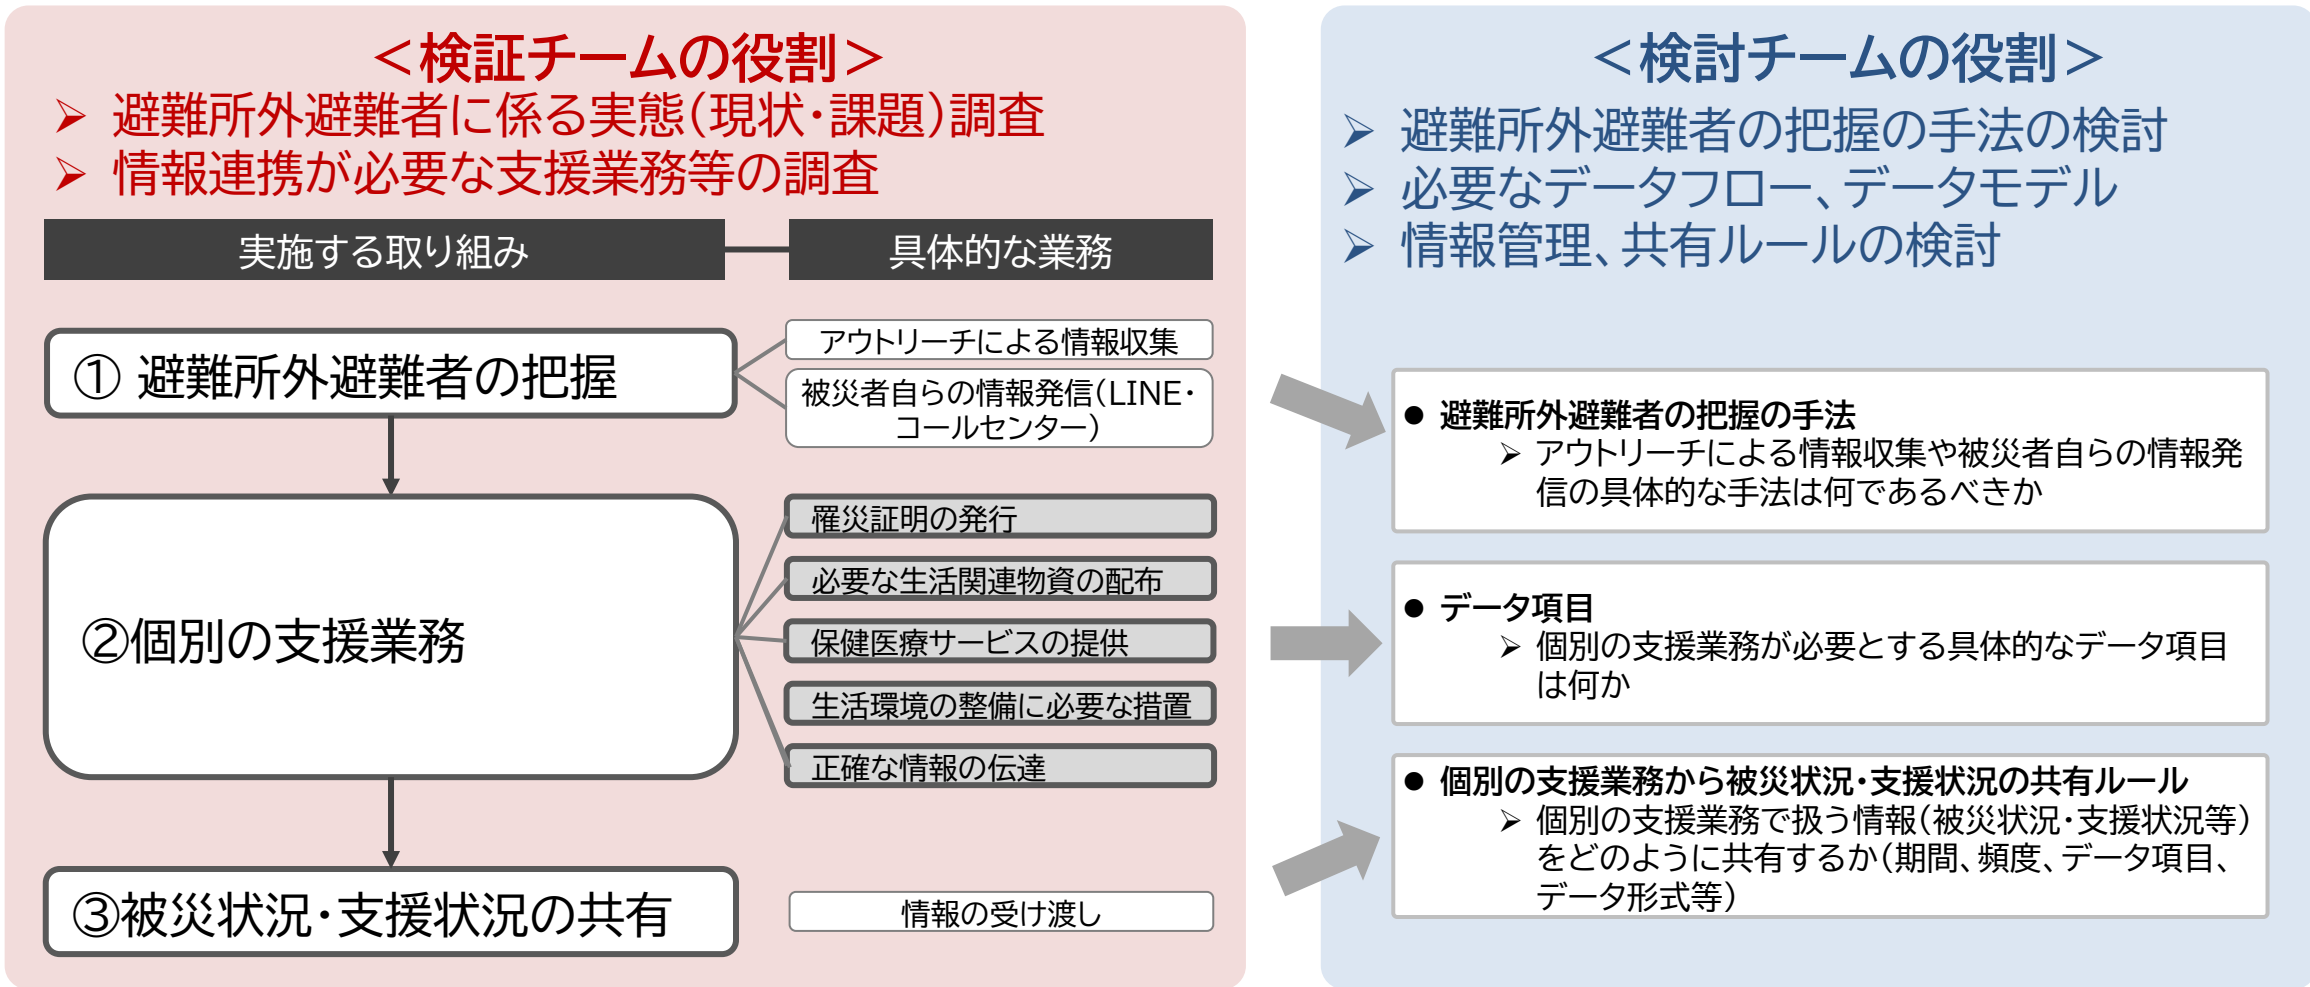 ＜検証チームの役割＞
➢ 避難所外避難者に係る実態（現状・課題）調査
➢ 情報連携が必要な支援業務等の調査
実施する取り組み
具体的な業務
① 避難所外避難者の把握
アウトリーチによる情報収集
被災者自らの情報発信（LINE・
コールセンター）
②個別の支援業務
罹災証明の発行
必要な生活関連物資の配布
保健医療サービスの提供
生活環境の整備に必要な措置
正確な情報の伝達
③被災状況・支援状況の共有
情報の受け渡し
＜検討チームの役割＞
➢ 避難所外避難者の把握の手法の検討
➢ 必要なデータフロー、データモデル
➢ 情報管理、共有ルールの検討
● 避難所外避難者の把握の手法
➢ アウトリーチによる情報収集や被災者自らの情報発
信の具体的な手法は何であるべきか
● データ項目
➢ 個別の支援業務が必要とする具体的なデータ項目
は何か
● 個別の支援業務から被災状況・支援状況の共有ルール
➢ 個別の支援業務で扱う情報（被災状況・支援状況等）
をどのように共有するか（期間、頻度、データ項目、
データ形式等）